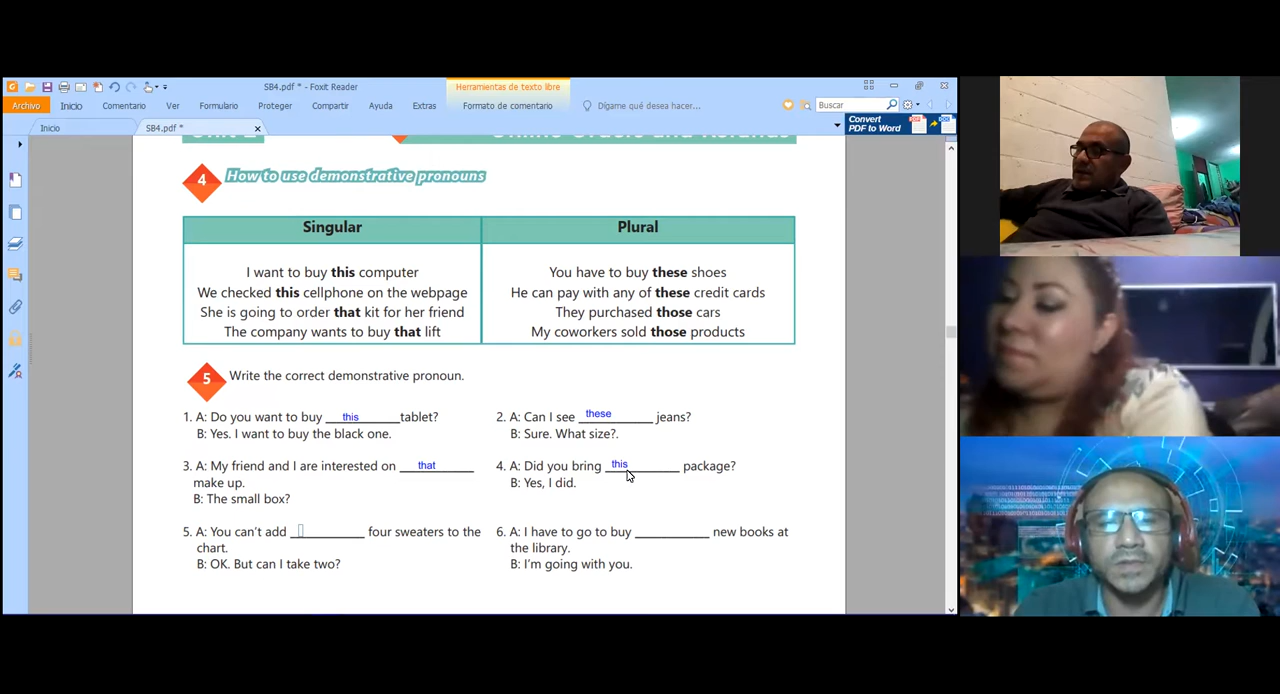 SB4.pdf * - Foxit Reader
Herramientas de texto libre
Archivo
Inicio
Comentario
Ver
Formulario
Proteger
Compartir
Ayuda
Extras
Formato de comentario
Dígame qué desea hacer...
Buscar
Inicio
SB4.pdf *
Convert
PDF to Word
4
How to use demonstrative pronouns
Singular
Plural
I want to buy this computer
We checked this cellphone on the webpage
She is going to order that kit for her friend
The company wants to buy that lift
You have to buy these shoes
He can pay with any of these credit cards
They purchased those cars
My coworkers sold those products
5
Write the correct demonstrative pronoun.
1. A: Do you want to buy this tablet?
B: Yes. I want to buy the black one.
2. A: Can I see these jeans?
B: Sure. What size?.
3. A: My friend and I are interested on that
make up.
B: The small box?
4. A: Did you bring this package?
B: Yes, I did.
5. A: You can't add ____________ four sweaters to the
chart.
B: OK. But can I take two?
6. A: I have to go to buy ____________ new books at
the library.
B: I'm going with you.